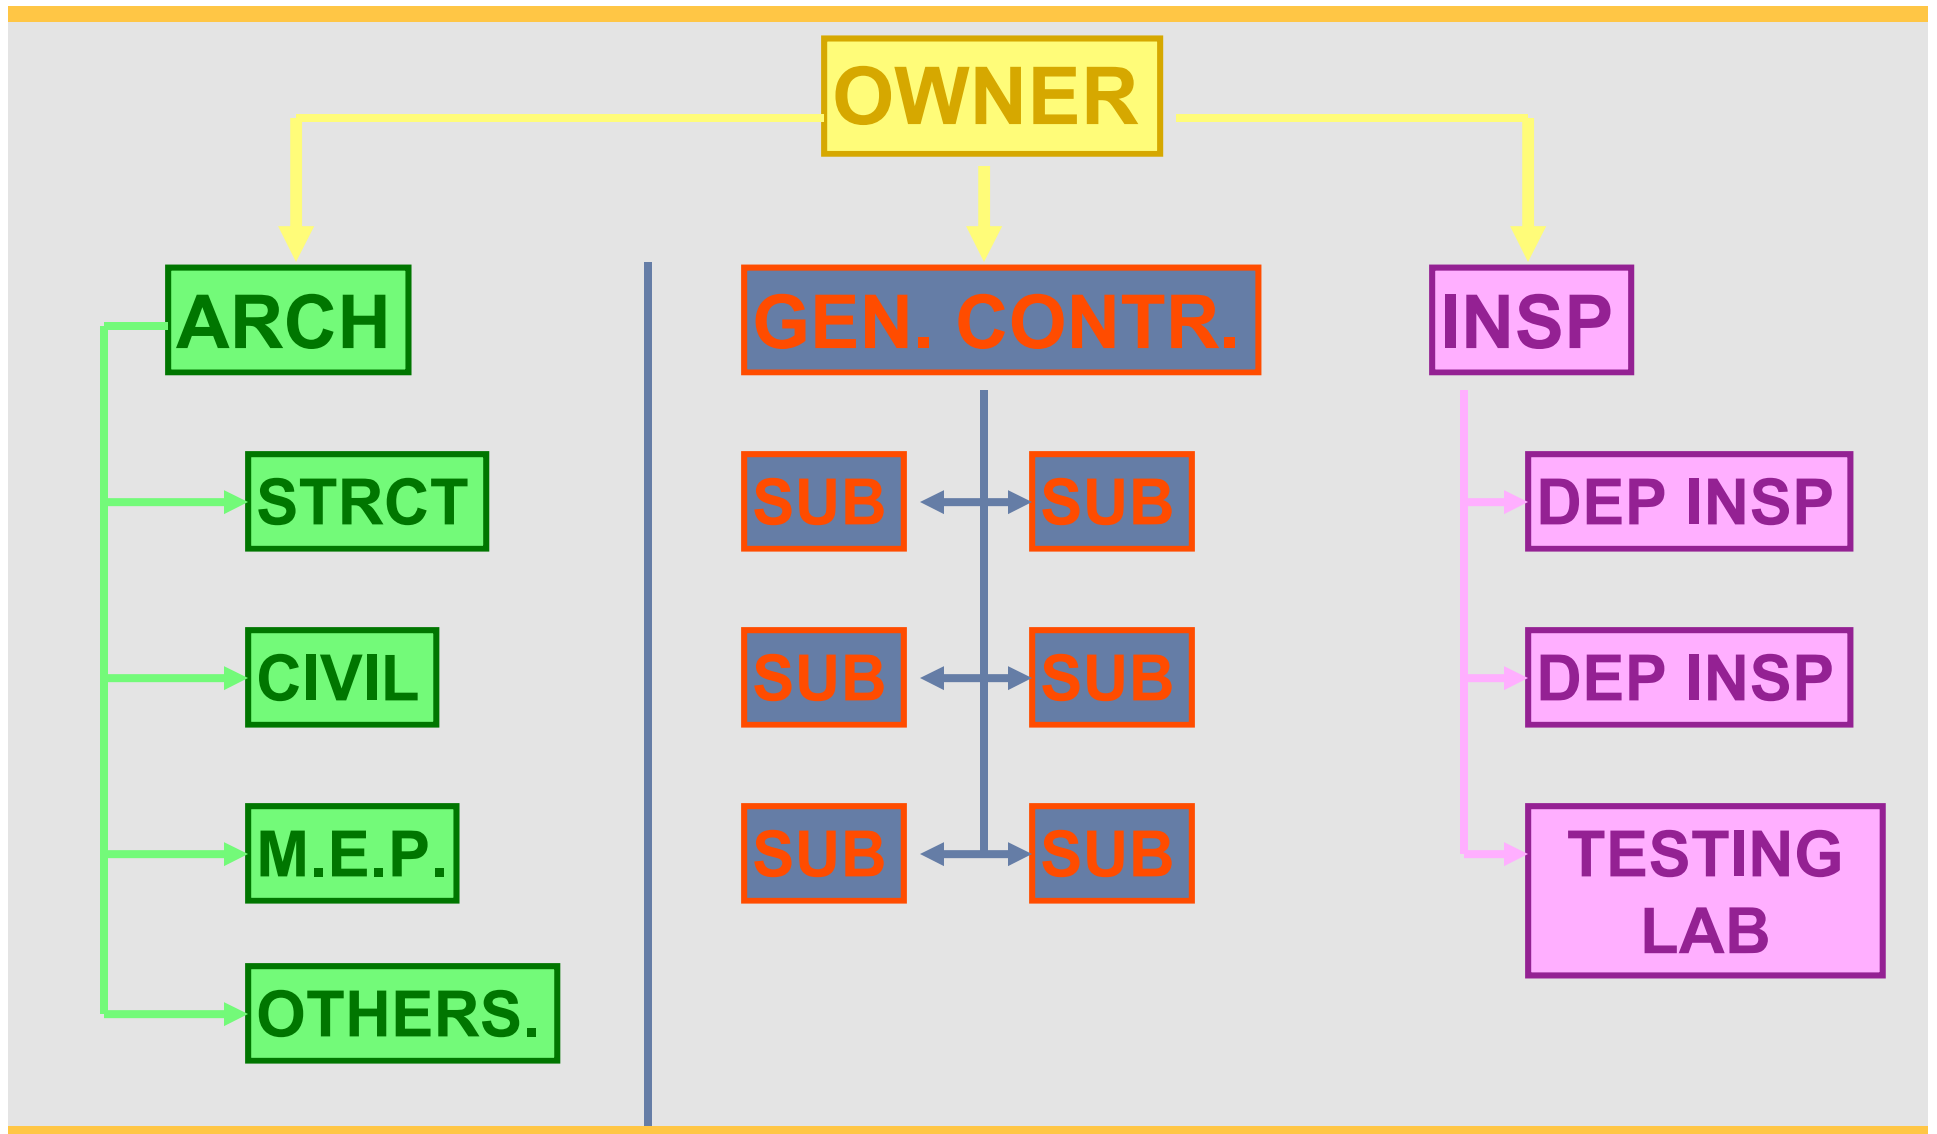 OWNER
ARCH
GEN. CONTR.
INSP
STRCT
SUB
SUB
DEP INSP
CIVIL
SUB
SUB
DEP INSP
M.E.P.
SUB
SUB
TESTING
LAB
OTHERS.